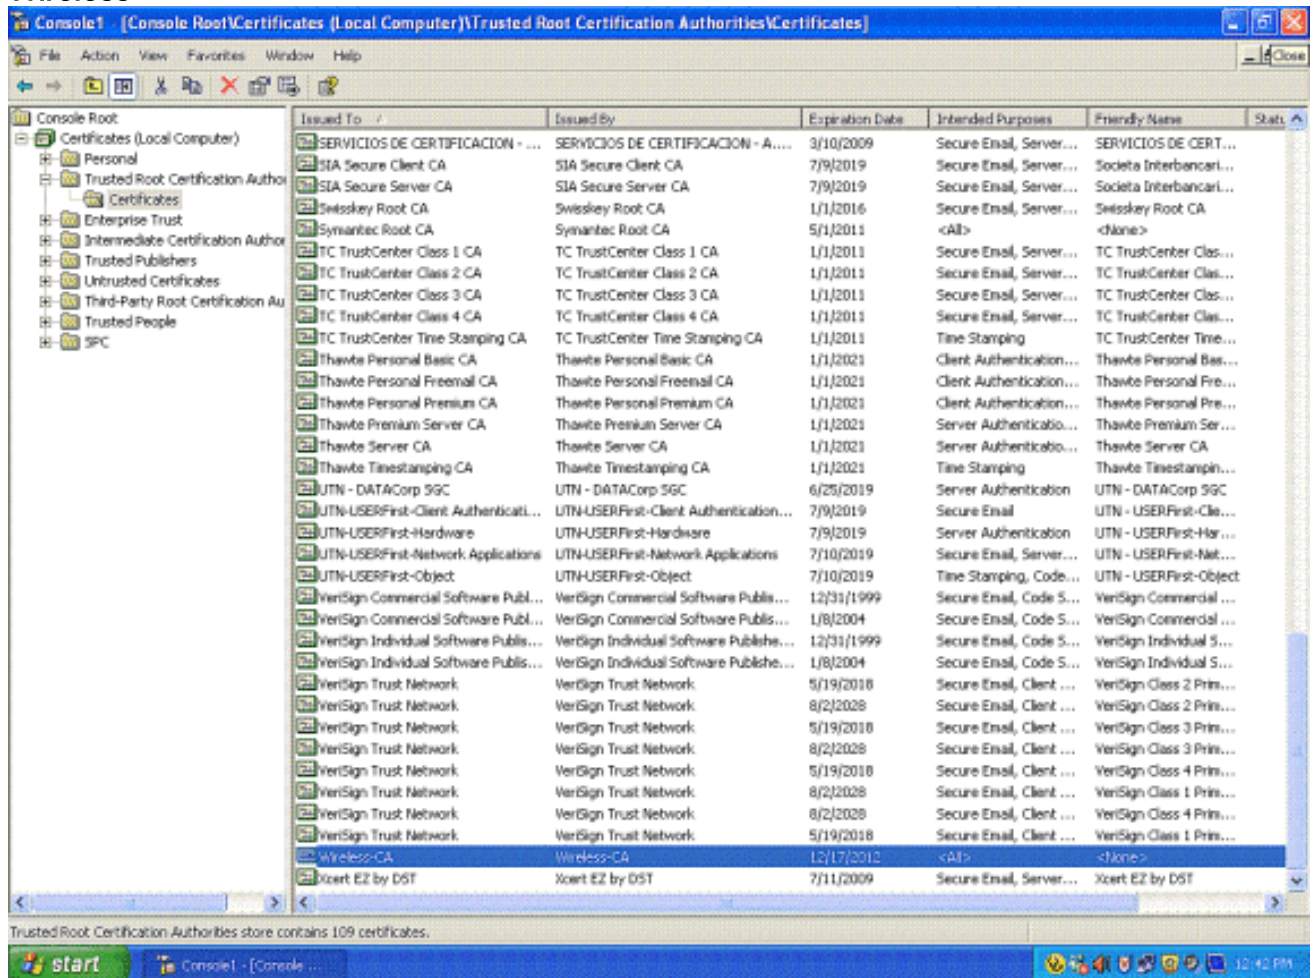 Console1 - [Console Root\Certificates (Local Computer)\Trusted Root Certification Authorities\Certificates]
File Action View Favorites Window Help
Close
Console Root
Certificates (Local Computer)
Personal
Trusted Root Certification Author
Certificates
Enterprise Trust
Intermediate Certification Author
Trusted Publishers
Untrusted Certificates
Third-Party Root Certification Au
Trusted People
SPC
Issued To Issued By Expiration Date Intended Purposes Friendly Name Statu
SERVICIOS DE CERTIFICACION - ... SERVICIOS DE CERTIFICACION - A.... 3/10/2009 Secure Email, Server... SERVICIOS DE CERT...
SIA Secure Client CA SIA Secure Client CA 7/9/2019 Secure Email, Server... Societa Interbancari...
SIA Secure Server CA SIA Secure Server CA 7/9/2019 Secure Email, Server... Societa Interbancari...
Swisskey Root CA Swisskey Root CA 1/1/2016 Secure Email, Server... Swisskey Root CA
Symantec Root CA Symantec Root CA 5/1/2011 <All> <None>
TC TrustCenter Class 1 CA TC TrustCenter Class 1 CA 1/1/2011 Secure Email, Server... TC TrustCenter Clas...
TC TrustCenter Class 2 CA TC TrustCenter Class 2 CA 1/1/2011 Secure Email, Server... TC TrustCenter Clas...
TC TrustCenter Class 3 CA TC TrustCenter Class 3 CA 1/1/2011 Secure Email, Server... TC TrustCenter Clas...
TC TrustCenter Class 4 CA TC TrustCenter Class 4 CA 1/1/2011 Secure Email, Server... TC TrustCenter Clas...
TC TrustCenter Time Stamping CA TC TrustCenter Time Stamping CA 1/1/2011 Time Stamping TC TrustCenter Time...
Thawte Personal Basic CA Thawte Personal Basic CA 1/1/2021 Client Authentication... Thawte Personal Bas...
Thawte Personal Freemail CA Thawte Personal Freemail CA 1/1/2021 Client Authentication... Thawte Personal Fre...
Thawte Personal Premium CA Thawte Personal Premium CA 1/1/2021 Client Authentication... Thawte Personal Pre...
Thawte Premium Server CA Thawte Premium Server CA 1/1/2021 Server Authenticatio... Thawte Premium Ser...
Thawte Server CA Thawte Server CA 1/1/2021 Server Authenticatio... Thawte Server CA
Thawte Timestamping CA Thawte Timestamping CA 1/1/2021 Time Stamping Thawte Timestampin...
UTN - DATACorp SGC UTN - DATACorp SGC 6/25/2019 Server Authentication UTN - DATACorp SGC
UTN-USERFirst-Client Authenticati... UTN-USERFirst-Client Authentication... 7/9/2019 Secure Email UTN - USERFirst-Clie...
UTN-USERFirst-Hardware UTN-USERFirst-Hardware 7/9/2019 Server Authentication UTN - USERFirst-Har...
UTN-USERFirst-Network Applications UTN-USERFirst-Network Applications 7/10/2019 Secure Email, Server... UTN - USERFirst-Net...
UTN-USERFirst-Object UTN-USERFirst-Object 7/10/2019 Time Stamping, Code... UTN - USERFirst-Object
VeriSign Commercial Software Publ... VeriSign Commercial Software Publis... 12/31/1999 Secure Email, Code S... VeriSign Commercial ...
VeriSign Commercial Software Publ... VeriSign Commercial Software Publis... 1/8/2004 Secure Email, Code S... VeriSign Commercial ...
VeriSign Individual Software Publis... VeriSign Individual Software Publishe... 12/31/1999 Secure Email, Code S... VeriSign Individual S...
VeriSign Individual Software Publis... VeriSign Individual Software Publishe... 1/8/2004 Secure Email, Code S... VeriSign Individual S...
VeriSign Trust Network VeriSign Trust Network 5/19/2018 Secure Email, Client ... VeriSign Class 2 Prim...
VeriSign Trust Network VeriSign Trust Network 8/2/2028 Secure Email, Client ... VeriSign Class 2 Prim...
VeriSign Trust Network VeriSign Trust Network 5/19/2018 Secure Email, Client ... VeriSign Class 3 Prim...
VeriSign Trust Network VeriSign Trust Network 8/2/2028 Secure Email, Client ... VeriSign Class 3 Prim...
VeriSign Trust Network VeriSign Trust Network 5/19/2018 Secure Email, Client ... VeriSign Class 4 Prim...
VeriSign Trust Network VeriSign Trust Network 8/2/2028 Secure Email, Client ... VeriSign Class 1 Prim...
VeriSign Trust Network VeriSign Trust Network 8/2/2028 Secure Email, Client ... VeriSign Class 4 Prim...
VeriSign Trust Network VeriSign Trust Network 5/19/2018 Secure Email, Client ... VeriSign Class 1 Prim...
Wireless-CA Wireless-CA 12/17/2012 <All> <None>
Xcert EZ by DST Xcert EZ by DST 7/11/2009 Secure Email, Server... Xcert EZ by DST
Trusted Root Certification Authorities store contains 109 certificates.
start Console1 - [Console ... 12:42 PM